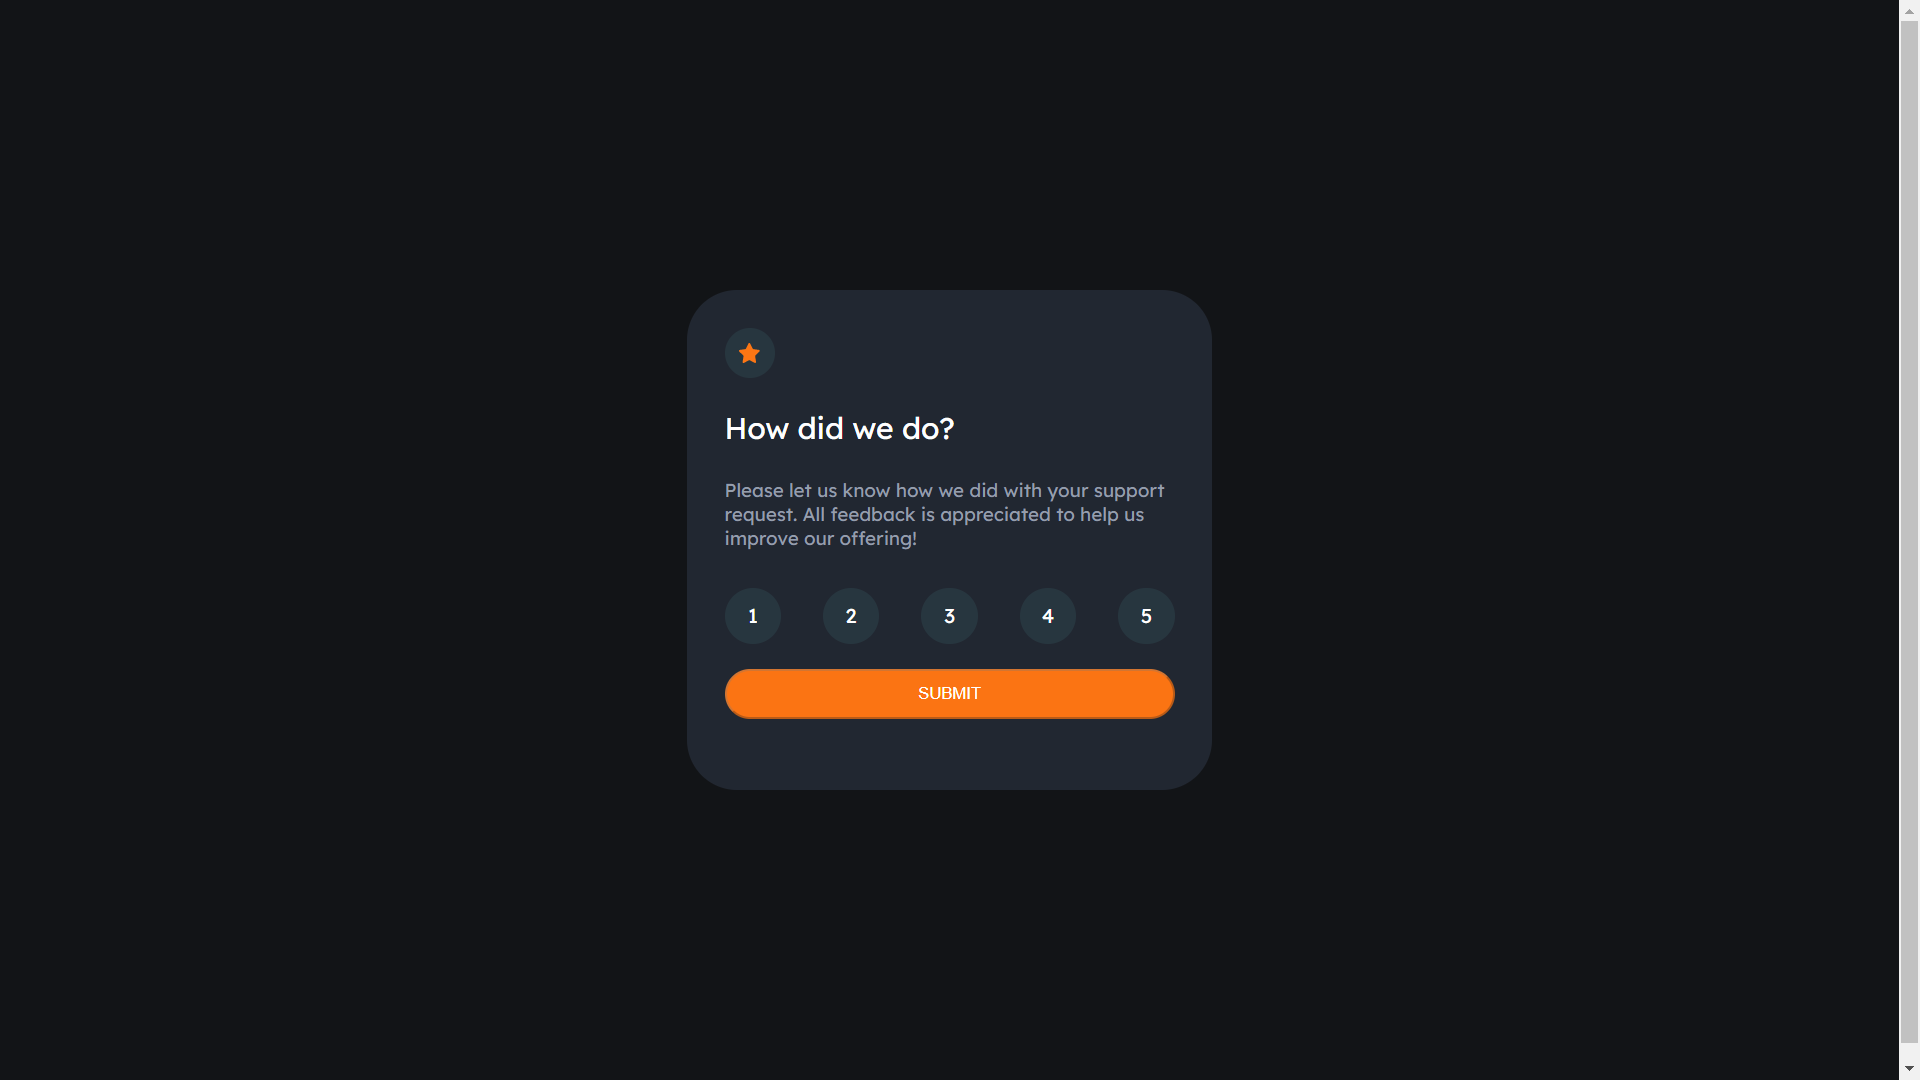 How did we do?
Please let us know how we did with your support
request. All feedback is appreciated to help us
improve our offering!
1 2 3 4 5
SUBMIT